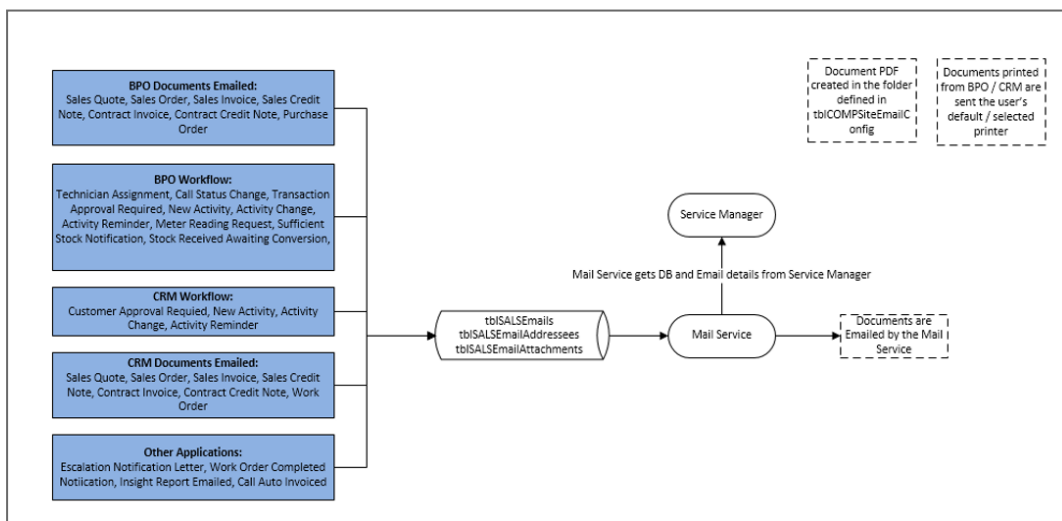 BPO Documents Emailed:
Sales Quote, Sales Order, Sales Invoice, Sales Credit
Note, Contract Invoice, Contract Credit Note, Purchase
Order
BPO Workflow:
Technician Assignment, Call Status Change, Transaction
Approval Required, New Activity, Activity Change,
Activity Reminder, Meter Reading Request, Sufficient
Stock Notification, Stock Received Awaiting Conversion,
CRM Workflow:
Customer Approval Requied, New Activity, Activity
Change, Activity Reminder
CRM Documents Emailed:
Sales Quote, Sales Order, Sales Invoice, Sales Credit
Note, Contract Invoice, Contract Credit Note, Work
Order
Other Applications:
Escalation Notification Letter, Work Order Completed
Notiication, Insight Report Emailed, Call Auto Invoiced
tblSALSEmails
tblSALSEmailAddressees
tblSALSEmailAttachments
Service Manager
Mail Service gets DB and Email details from Service Manager
Mail Service
Documents are
Emailed by the Mail
Service
Document PDF
created in the folder
defined in
tblCOMPSiteEmailC
onfig
Documents printed
from BPO / CRM are
sent the user's
default / selected
printer